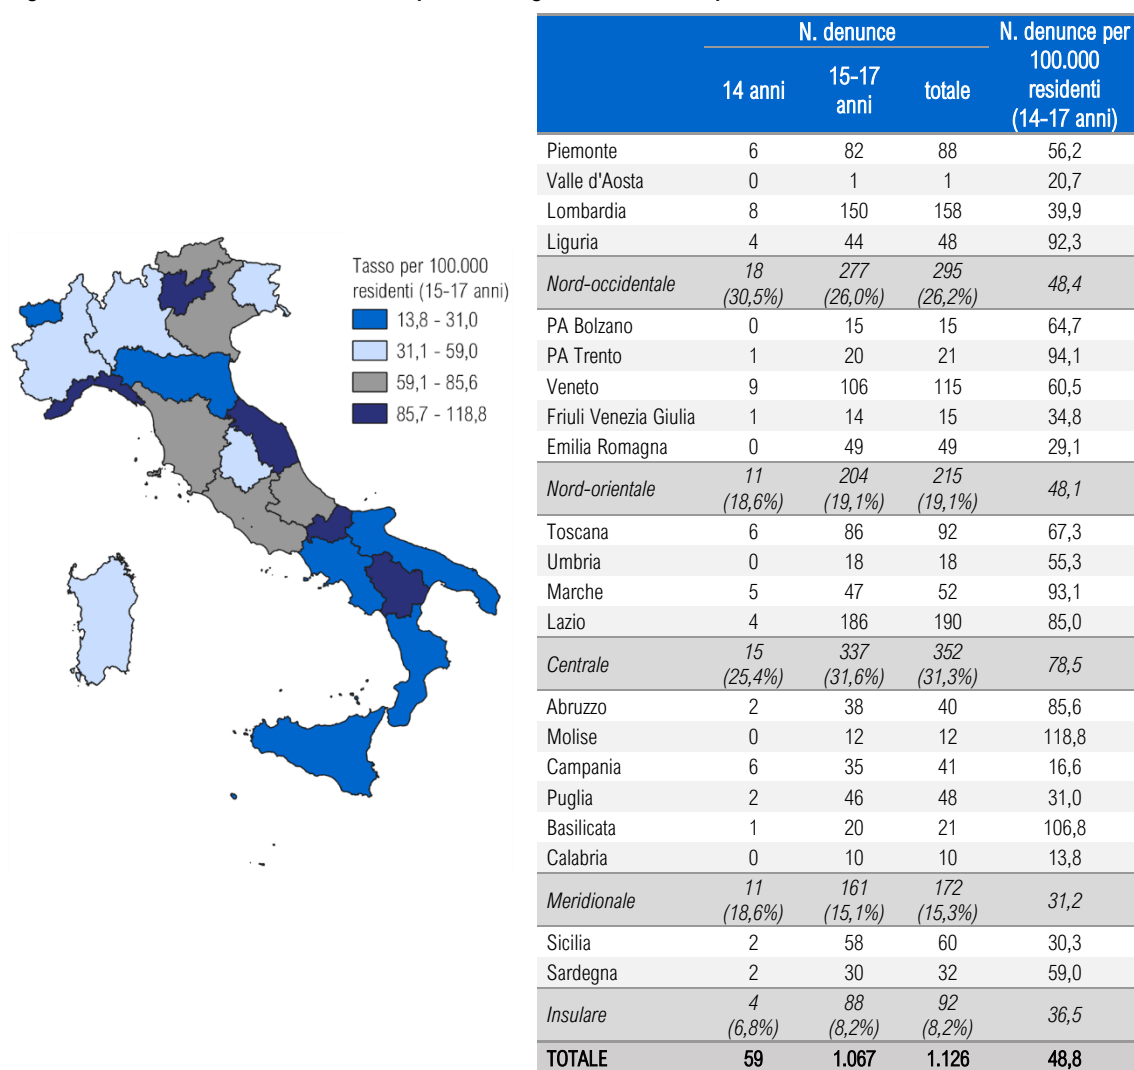 Tasso per 100.000
residenti (15-17 anni)
13,8 - 31,0
31,1 - 59,0
59,1 - 85,6
85,7 - 118,8
N. denunce
N. denunce per
100.000
residenti
(14-17 anni)
14 anni
15-17
anni
totale
Piemonte 6 82 88 56,2
Valle d'Aosta 0 1 1 20,7
Lombardia 8 150 158 39,9
Liguria 4 44 48 92,3
Nord-occidentale 18 277 295 48,4
(30,5%) (26,0%) (26,2%)
PA Bolzano 0 15 15 64,7
PA Trento 1 20 21 94,1
Veneto 9 106 115 60,5
Friuli Venezia Giulia 1 14 15 34,8
Emilia Romagna 0 49 49 29,1
Nord-orientale 11 204 215 48,1
(18,6%) (19,1%) (19,1%)
Toscana 6 86 92 67,3
Umbria 0 18 18 55,3
Marche 5 47 52 93,1
Lazio 4 186 190 85,0
Centrale 15 337 352 78,5
(25,4%) (31,6%) (31,3%)
Abruzzo 2 38 40 85,6
Molise 0 12 12 118,8
Campania 6 35 41 16,6
Puglia 2 46 48 31,0
Basilicata 1 20 21 106,8
Calabria 0 10 10 13,8
Meridionale 11 161 172 31,2
(18,6%) (15,1%) (15,3%)
Sicilia 2 58 60 30,3
Sardegna 2 30 32 59,0
Insulare 4 88 92 36,5
(6,8%) (8,2%) (8,2%)
TOTALE 59 1.067 1.126 48,8